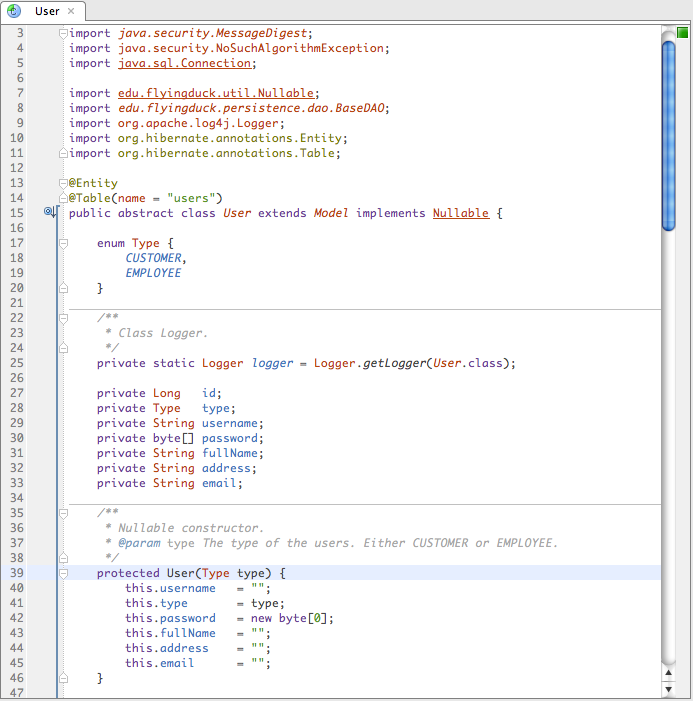 User ×
3 import java.security.MessageDigest;
4 import java.security.NoSuchAlgorithmException;
5 import java.sql.Connection;
6
7 import edu.flyingduck.util.Nullable;
8 import edu.flyingduck.persistence.dao.BaseDAO;
9 import org.apache.log4j.Logger;
10 import org.hibernate.annotations.Entity;
11 import org.hibernate.annotations.Table;
12
13 @Entity
14 @Table(name = "users")
15 public abstract class User extends Model implements Nullable {
16
17     enum Type {
18         CUSTOMER,
19         EMPLOYEE
20     }
21
22     /**
23      * Class Logger.
24      */
25     private static Logger logger = Logger.getLogger(User.class);
26
27     private Long   id;
28     private Type   type;
29     private String username;
30     private byte[] password;
31     private String fullName;
32     private String address;
33     private String email;
34
35     /**
36      * Nullable constructor.
37      * @param type The type of the users. Either CUSTOMER or EMPLOYEE.
38      */
39     protected User(Type type) {
40         this.username   = "";
41         this.type       = type;
42         this.password   = new byte[0];
43         this.fullName   = "";
44         this.address    = "";
45         this.email      = "";
46     }
47